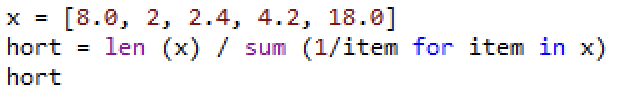 x = [8.0, 2, 2.4, 4.2, 18.0]
hort = len (x) / sum (1/item for item in x)
hort